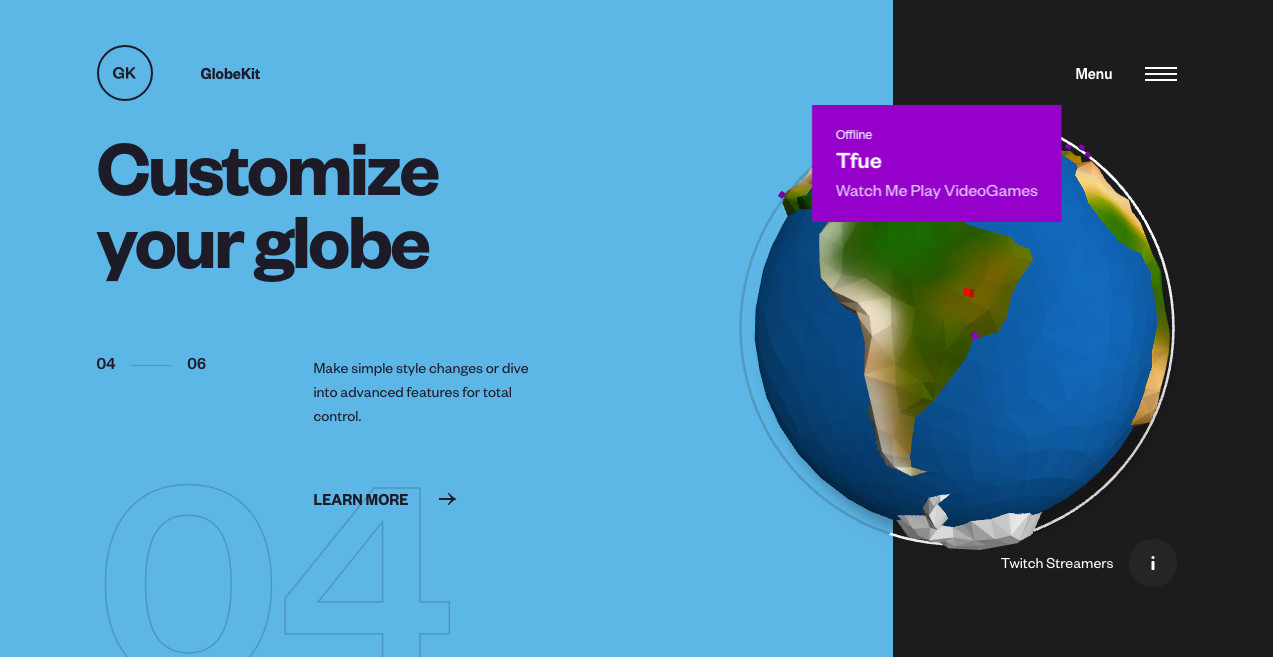 GK
GlobeKit
Menu
Customize
your globe
Offline
Tfue
Watch Me Play VideoGames
04
06
Make simple style changes or dive
into advanced features for total
control.
LEARN MORE
04
Twitch Streamers
i